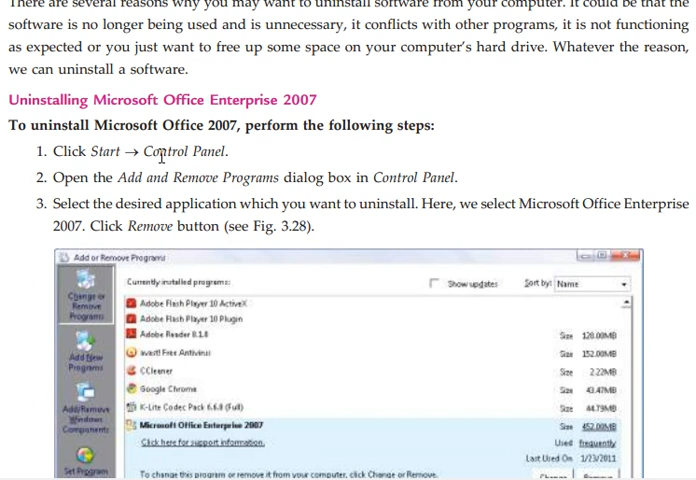 There are several reasons why you may want to uninstall software from your computer. It could be that the
software is no longer being used and is unnecessary, it conflicts with other programs, it is not functioning
as expected or you just want to free up some space on your computer's hard drive. Whatever the reason,
we can uninstall a software.
Uninstalling Microsoft Office Enterprise 2007
To uninstall Microsoft Office 2007, perform the following steps:
1. Click Start → Control Panel.
2. Open the Add and Remove Programs dialog box in Control Panel.
3. Select the desired application which you want to uninstall. Here, we select Microsoft Office Enterprise
2007. Click Remove button (see Fig. 3.28).
Add or Remove Programs
Change or
Remove
Programs
Currently installed programs:
Show updates
Sort by: Name
Adobe Flash Player 10 ActiveX
Adobe Flash Player 10 Plugin
Adobe Reader 8.1.8 Size 128.00MB
avast! Free Antivirus Size 152.00MB
CCleaner Size 2.22MB
Google Chrome Size 43.47MB
K-Lite Codec Pack 6.6.8 (Full) Size 44.79MB
Microsoft Office Enterprise 2007 Size 452.00MB
Click here for support information. Used frequently
Last Used On 1/23/2011
To change this program or remove it from your computer, click Change or Remove.
Change Remove
Add New
Programs
Add/Remove
Windows
Components
Set Program